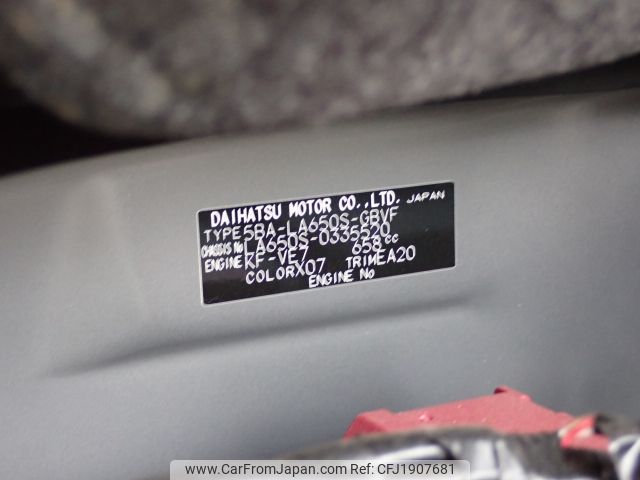 DAIHATSU MOTOR CO.,LTD. JAPAN
TYPE 5BA-LA650S-GBVF
CHASSIS No LA650S-0335520
ENGINE KF-VE7 658cc
COLOR X07 TRIM EA20
ENGINE No
www.CarFromJapan.com Ref-No: CFJ1907681